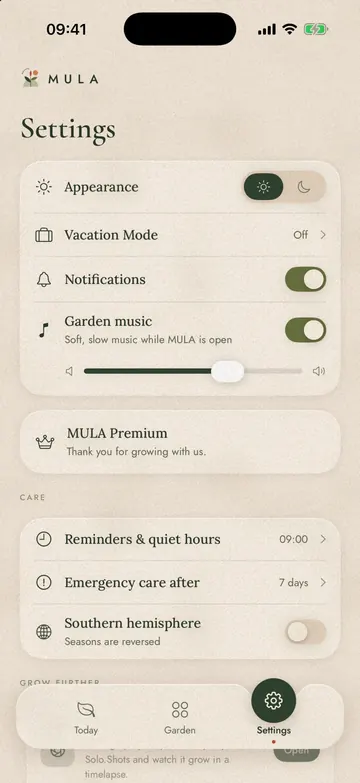 09:41
MULA
Settings
Appearance
Vacation Mode
Off
Notifications
Garden music
Soft, slow music while MULA is open
MULA Premium
Thank you for growing with us.
CARE
Reminders & quiet hours
09:00
Emergency care after
7 days
Southern hemisphere
Seasons are reversed
GROW FURTHER
Today
Garden
Settings
Solo.Shots and watch it grow in a
Open
timelapse.